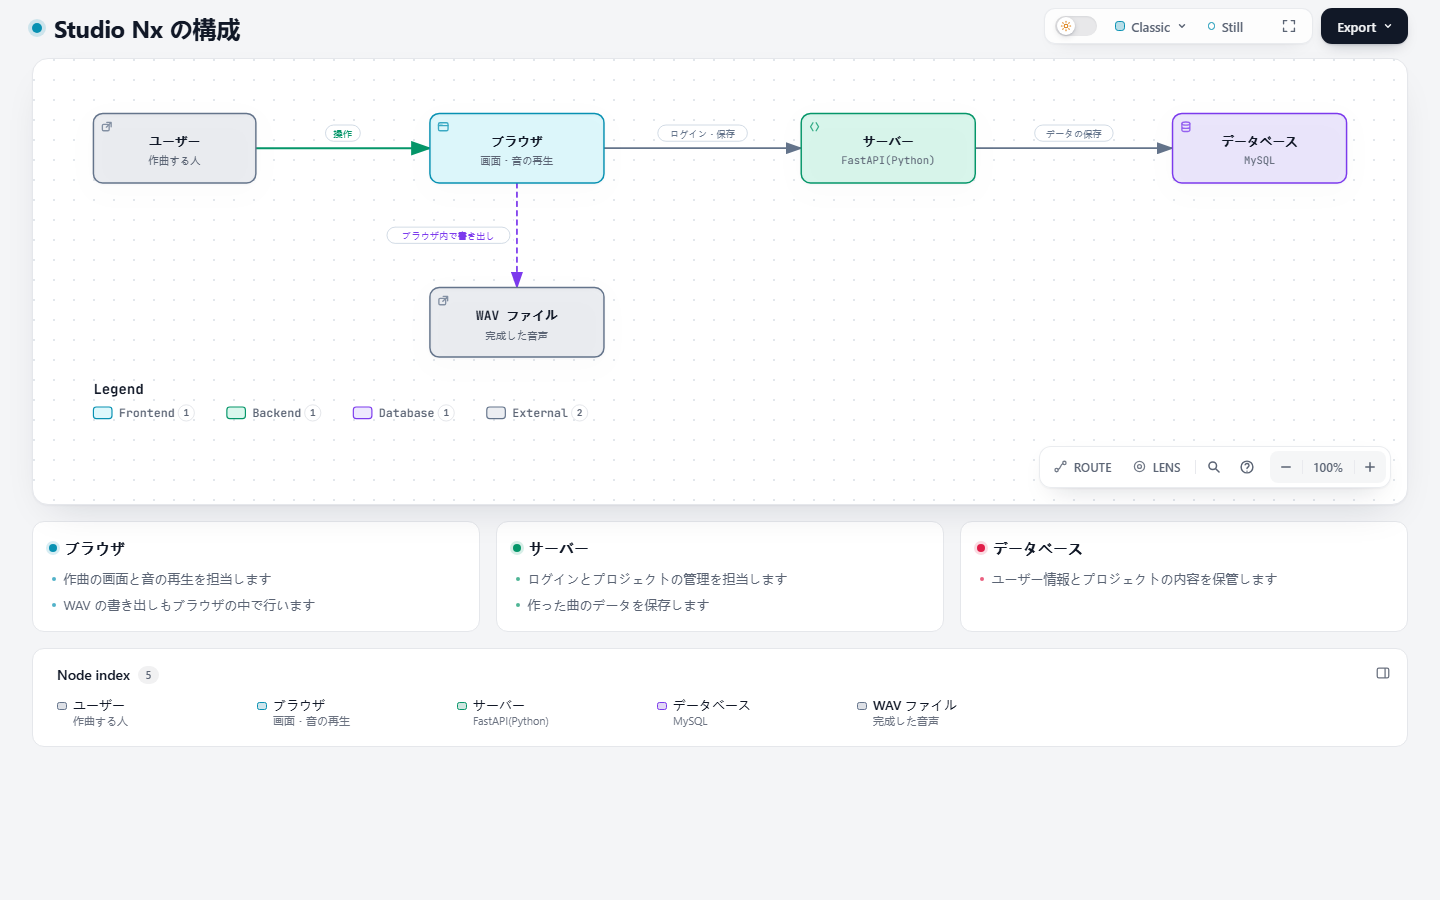 Studio Nx の構成
Classic
Still
Export
ユーザー
作曲する人
操作
ブラウザ
画面・音の再生
ログイン・保存
サーバー
FastAPI(Python)
データの保存
データベース
MySQL
ブラウザ内で書き出し
WAV ファイル
完成した音声
Legend
Frontend 1
Backend 1
Database 1
External 2
ROUTE
LENS
100%
ブラウザ
作曲の画面と音の再生を担当します
WAV の書き出しもブラウザの中で行います
サーバー
ログインとプロジェクトの管理を担当します
作った曲のデータを保存します
データベース
ユーザー情報とプロジェクトの内容を保管します
Node index 5
ユーザー
作曲する人
ブラウザ
画面・音の再生
サーバー
FastAPI(Python)
データベース
MySQL
WAV ファイル
完成した音声